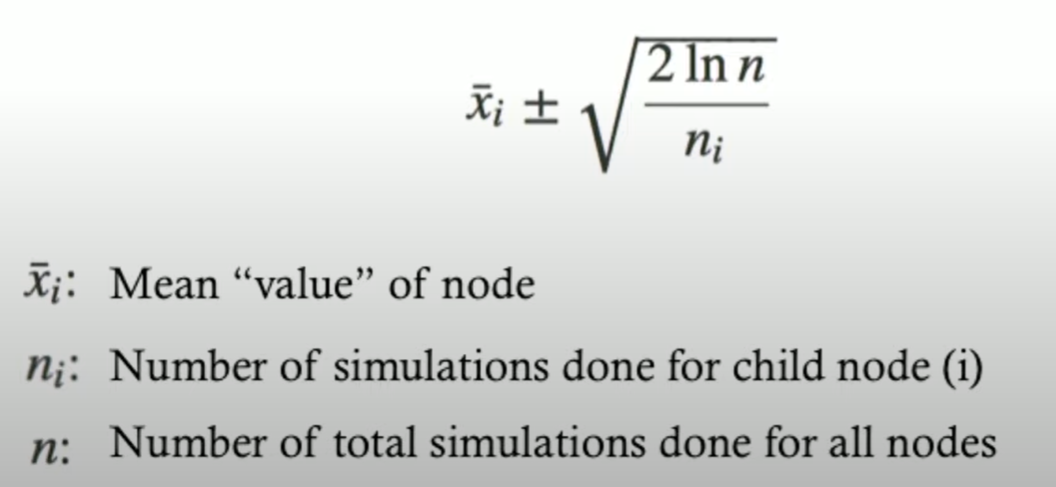 x̄ᵢ ± √(2 ln n / nᵢ)
x̄ᵢ: Mean “value” of node
nᵢ: Number of simulations done for child node (i)
n: Number of total simulations done for all nodes